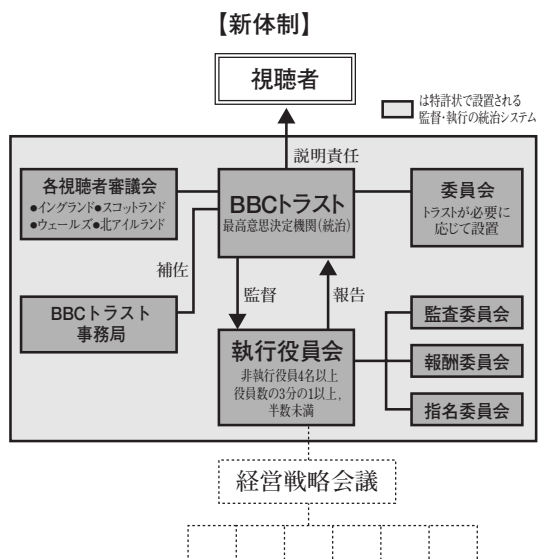 【新体制】
視聴者
は特許状で設置される
監督・執行の統治システム
説明責任
各視聴者審議会
●イングランド●スコットランド
●ウェールズ●北アイルランド
BBCトラスト
最高意思決定機関(統治)
委員会
トラストが必要に
応じて設置
補佐
BBCトラスト
事務局
監督
報告
執行役員会
非執行役員4名以上
役員数の3分の1以上,
半数未満
監査委員会
報酬委員会
指名委員会
経営戦略会議